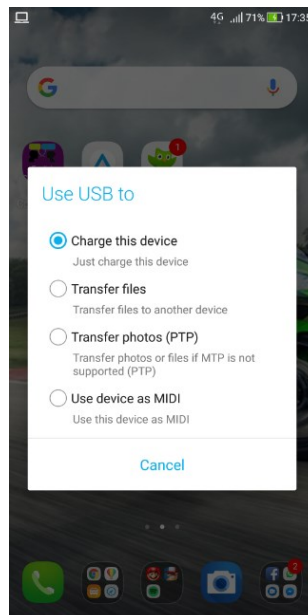 4G 71% 17:35
G
1
Use USB to
Charge this device
Just charge this device
Transfer files
Transfer files to another device
Transfer photos (PTP)
Transfer photos or files if MTP is not
supported (PTP)
Use device as MIDI
Use this device as MIDI
Cancel
2